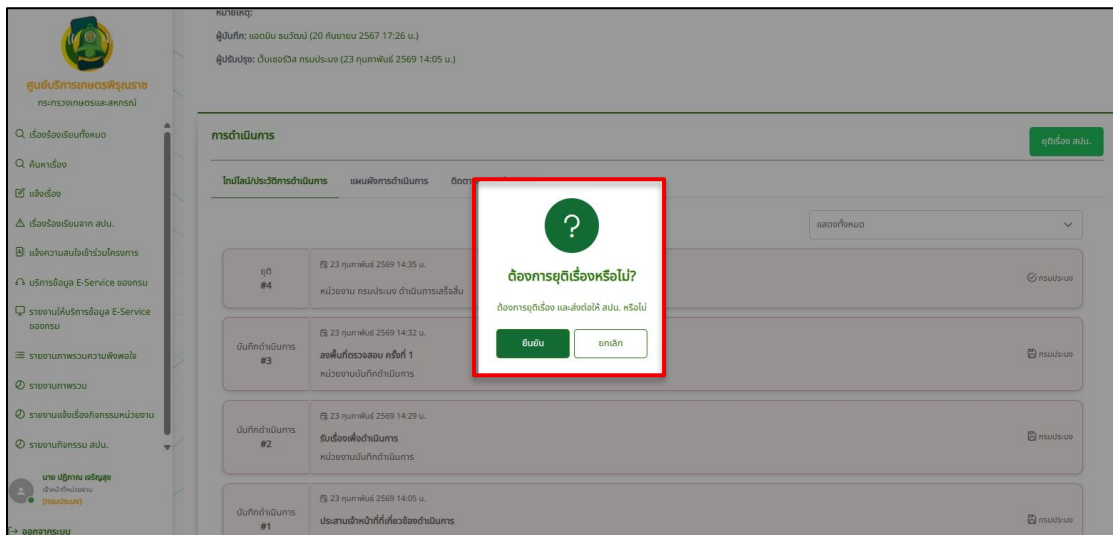 หมายเหตุ:
ผู้บันทึก: แอดมิน ธนวัฒน์ (20 กันยายน 2567 17:26 น.)
ผู้ปรับปรุง: เว็บเซอร์วิส กรมประมง (23 กุมภาพันธ์ 2569 14:05 น.)
ศูนย์บริการเกษตรพิรุณราช
กระทรวงเกษตรและสหกรณ์
เรื่องร้องเรียนทั้งหมด
ค้นหาเรื่อง
แจ้งเรื่อง
เรื่องร้องเรียนจาก สปน.
แจ้งความสนใจเข้าร่วมโครงการ
บริการข้อมูล E-Service ของกรม
รายงานให้บริการข้อมูล E-Service
ของกรม
รายงานภาพรวมความพึงพอใจ
รายงานภาพรวม
รายงานแจ้งเรื่องกิจกรรมหน่วยงาน
รายงานกิจกรรม สปน.
นาย ปฏิภาณ เจริญสุข
เจ้าหน้าที่หน่วยงาน
(กรมประมง)
ออกจากระบบ
การดำเนินการ
ยุติเรื่อง สปน.
ไทม์ไลน์/ประวัติการดำเนินการ แผนผังการดำเนินการ
แสดงทั้งหมด
ยุติ
#4
23 กุมภาพันธ์ 2569 14:35 น.
หน่วยงาน กรมประมง ดำเนินการเสร็จสิ้น
กรมประมง
บันทึกดำเนินการ
#3
23 กุมภาพันธ์ 2569 14:32 น.
ลงพื้นที่ตรวจสอบ ครั้งที่ 1
หน่วยงานบันทึกดำเนินการ
กรมประมง
บันทึกดำเนินการ
#2
23 กุมภาพันธ์ 2569 14:29 น.
รับเรื่องเพื่อดำเนินการ
หน่วยงานบันทึกดำเนินการ
กรมประมง
บันทึกดำเนินการ
#1
23 กุมภาพันธ์ 2569 14:05 น.
ประสานเจ้าหน้าที่ที่เกี่ยวข้องดำเนินการ
กรมประมง
?
ต้องการยุติเรื่องหรือไม่?
ต้องการยุติเรื่อง และส่งต่อให้ สปน. หรือไม่
ยืนยัน
ยกเลิก